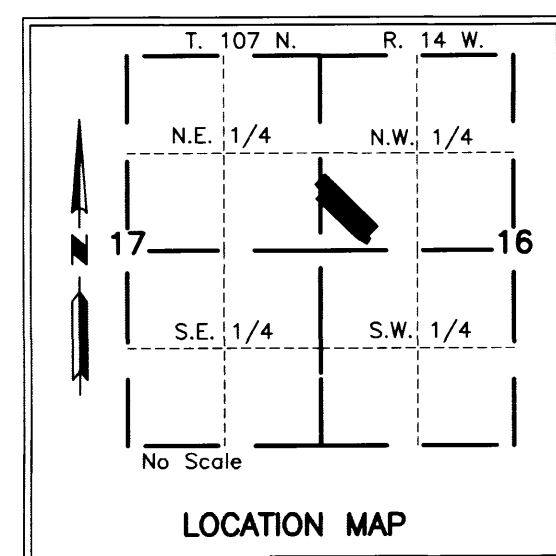 T. 107 N. R. 14 W.
N.E. 1/4 N.W. 1/4
N 17 16
S.E. 1/4 S.W. 1/4
No Scale
LOCATION MAP